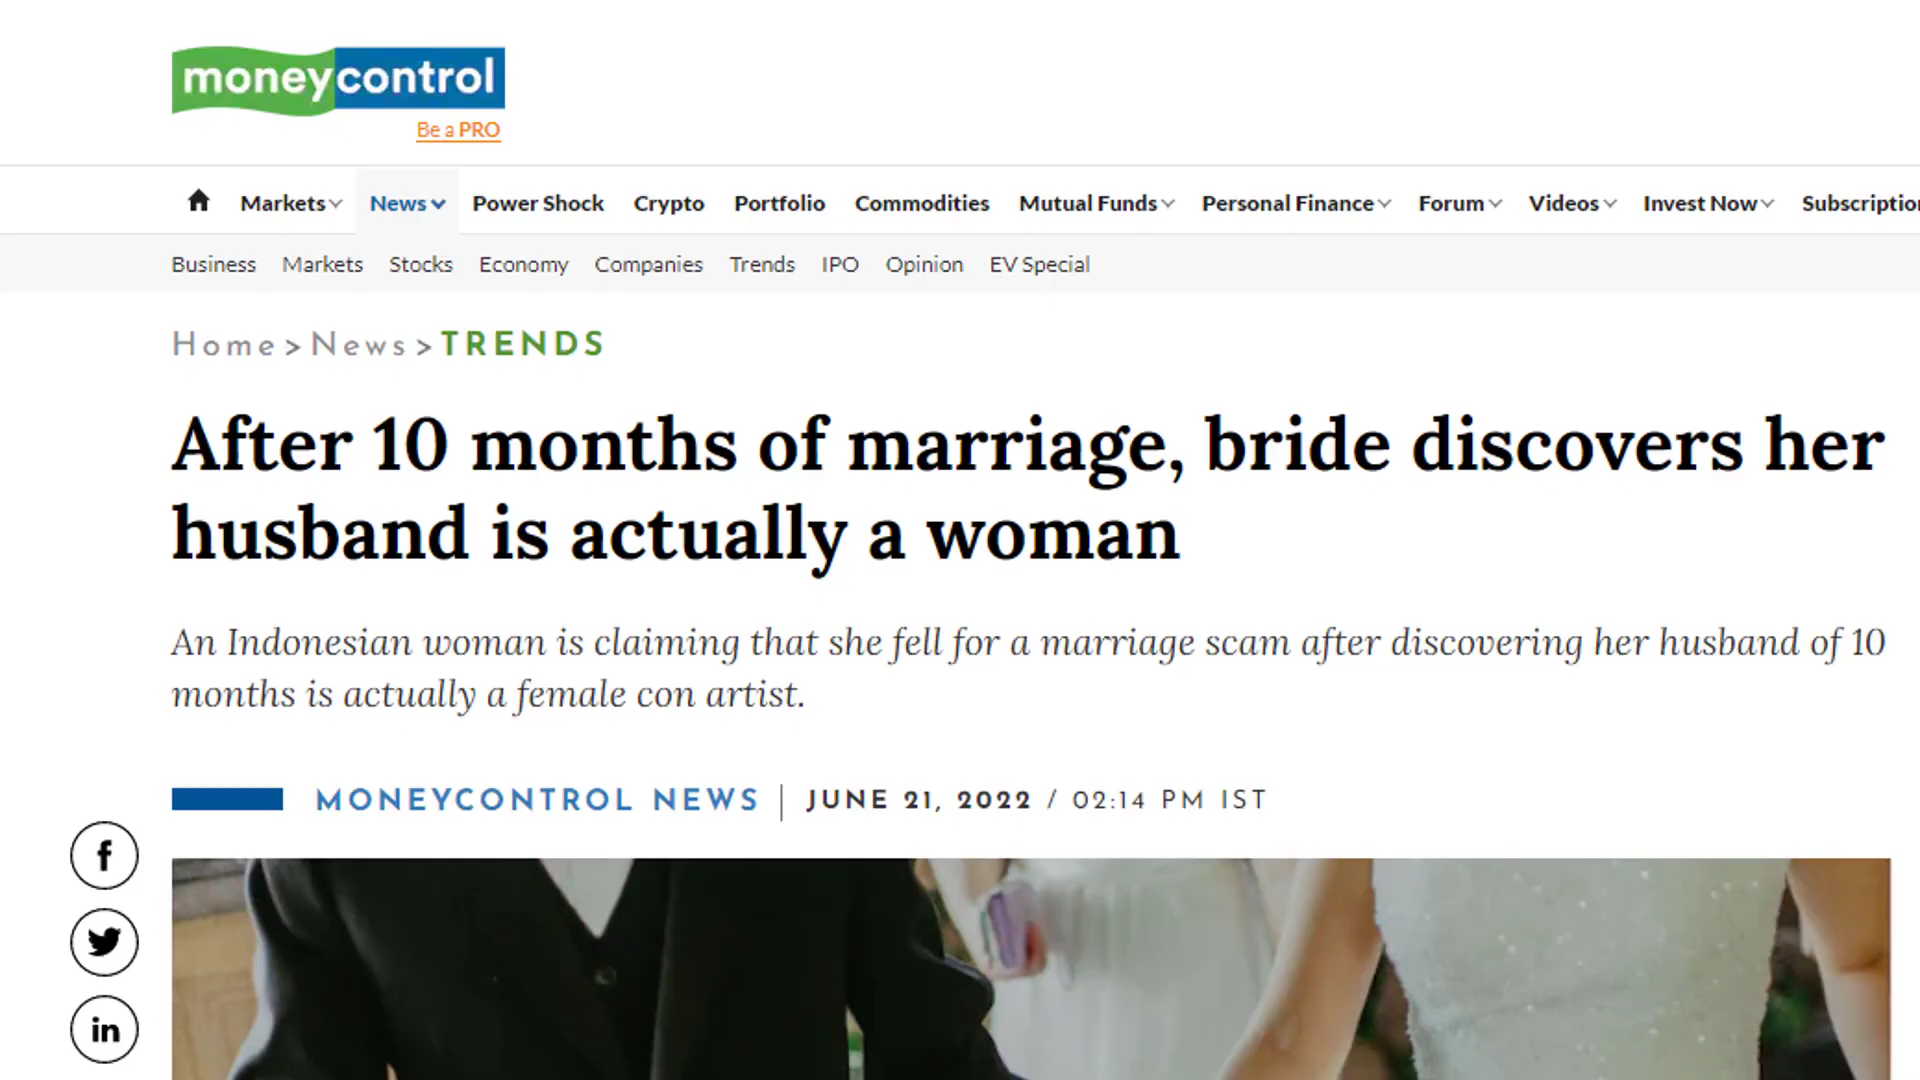 moneycontrol
Be a PRO
Markets News Power Shock Crypto Portfolio Commodities Mutual Funds Personal Finance Forum Videos Invest Now
Business Markets Stocks Economy Companies Trends IPO Opinion EV Special
Home > News > TRENDS
After 10 months of marriage, bride discovers her
husband is actually a woman
An Indonesian woman is claiming that she fell for a marriage scam after discovering her husband of 10
months is actually a female con artist.
MONEYCONTROL NEWS | JUNE 21, 2022 / 02:14 PM IST
f
in